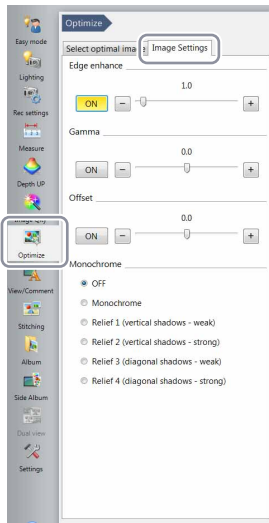 Easy mode
Lighting
Rec settings
Measure
Depth UP
Optimize
View/Comment
Stitching
Album
Side Album
Dual view
Settings
Optimize
Select optimal Image Settings
Edge enhance
1.0
ON - +
Gamma
0.0
ON - +
Offset
0.0
ON - +
Monochrome
OFF
Monochrome
Relief 1 (vertical shadows - weak)
Relief 2 (vertical shadows - strong)
Relief 3 (diagonal shadows - weak)
Relief 4 (diagonal shadows - strong)